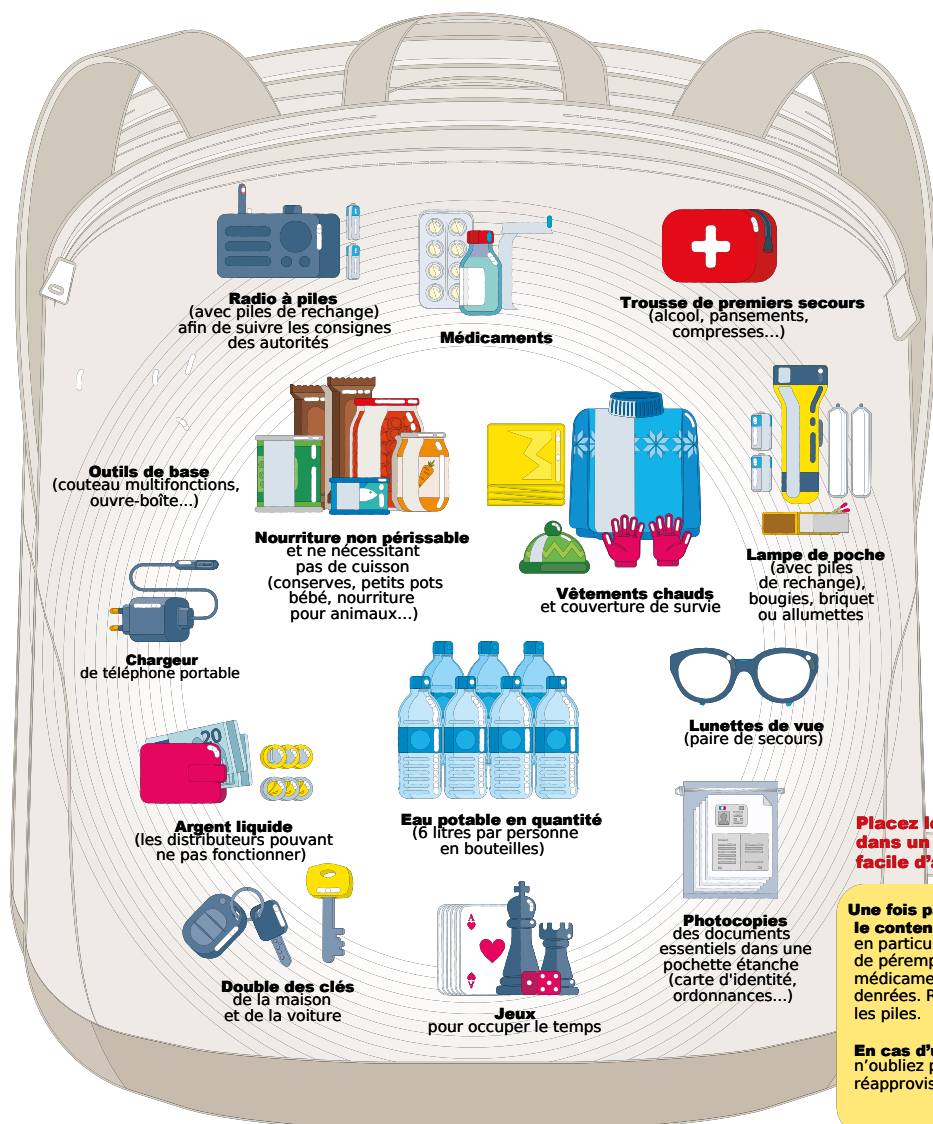 Radio à piles
(avec piles de rechange)
afin de suivre les consignes
des autorités
Médicaments
Trousse de premiers secours
(alcool, pansements,
compresses...)
Outils de base
(couteau multifonctions,
ouvre-boîte...)
Nourriture non périssable
et ne nécessitant
pas de cuisson
(conserves, petits pots
bébé, nourriture
pour animaux...)
Vêtements chauds
et couverture de survie
Lampe de poche
(avec piles
de rechange),
bougies, briquet
ou allumettes
Chargeur
de téléphone portable
20
Argent liquide
(les distributeurs pouvant
ne pas fonctionner)
Eau potable en quantité
(6 litres par personne
en bouteilles)
Lunettes de vue
(paire de secours)
Double des clés
de la maison
et de la voiture
A
A
Jeux
pour occuper le temps
Photocopies
des documents
essentiels dans une
pochette étanche
(carte d'identité,
ordonnances...)
Placez
dans un
facile
Une fois
le
en
de
les piles.
En cas
n'oubliez